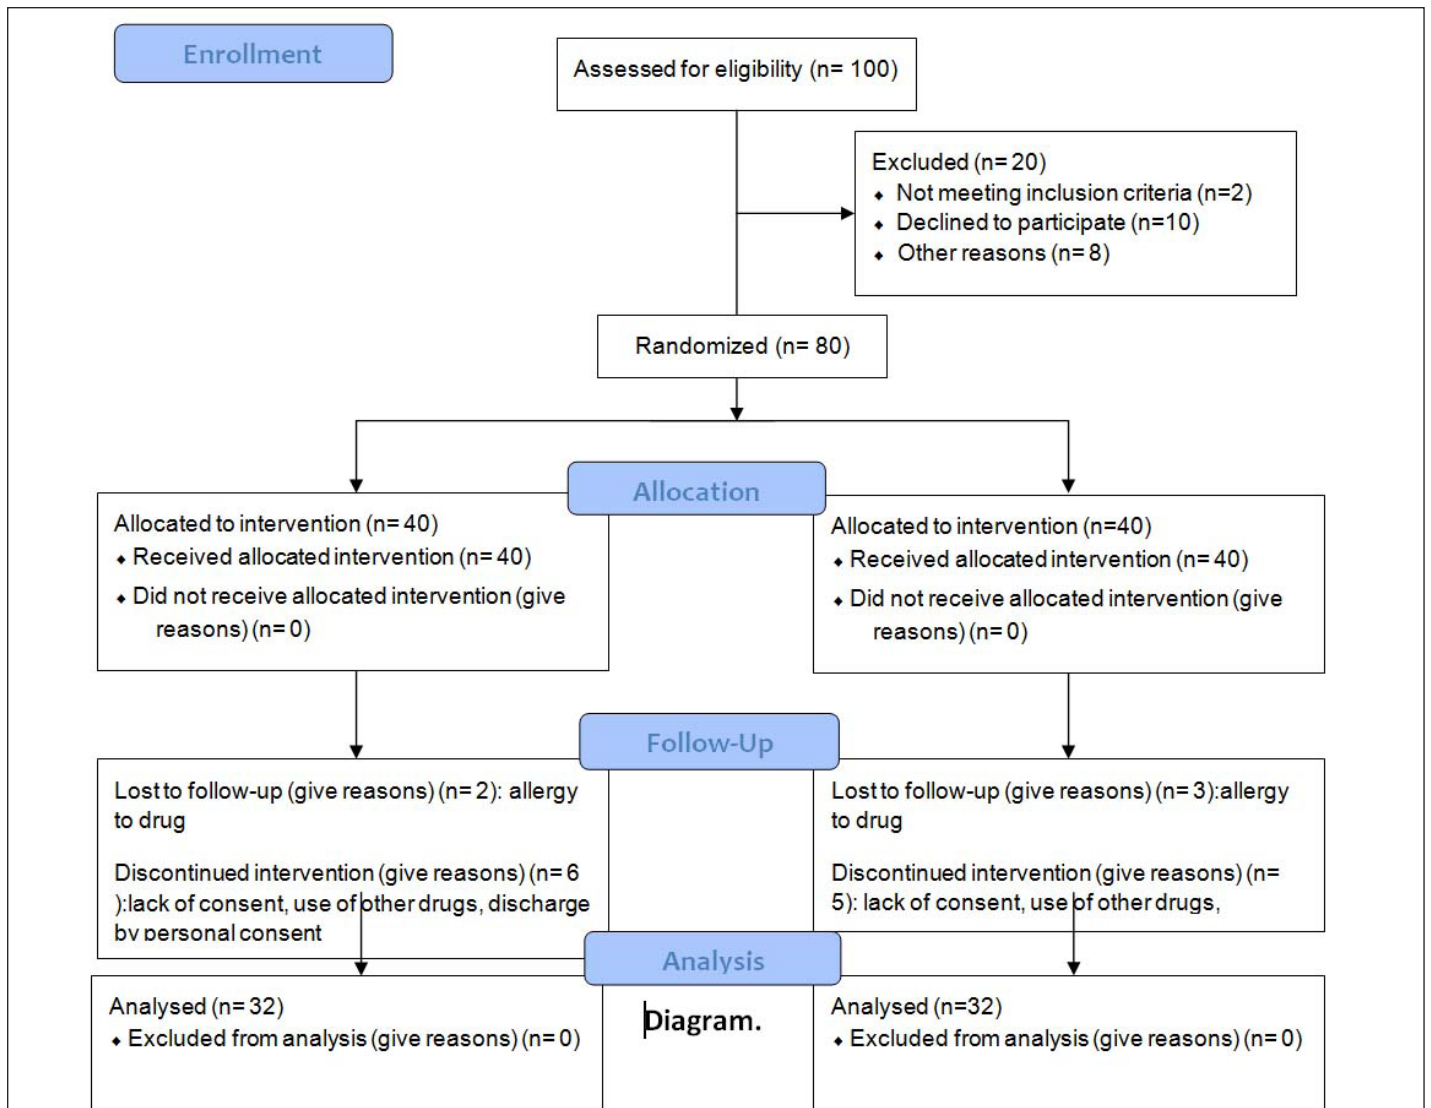 Enrollment
Assessed for eligibility (n= 100)
Excluded (n= 20)
⬥ Not meeting inclusion criteria (n=2)
⬥ Declined to participate (n=10)
⬥ Other reasons (n= 8)
Randomized (n= 80)
Allocation
Allocated to intervention (n= 40)
⬥ Received allocated intervention (n= 40)
⬥ Did not receive allocated intervention (give
reasons) (n= 0)
Allocated to intervention (n=40)
⬥ Received allocated intervention (n= 40)
⬥ Did not receive allocated intervention (give
reasons) (n= 0)
Follow-Up
Lost to follow-up (give reasons) (n= 2): allergy
to drug
Discontinued intervention (give reasons) (n= 6
):lack of consent, use of other drugs, discharge
by personal consent
Lost to follow-up (give reasons) (n= 3):allergy
to drug
Discontinued intervention (give reasons) (n=
5): lack of consent, use of other drugs,
Analysis
Analysed (n= 32)
⬥ Excluded from analysis (give reasons) (n= 0)
Diagram.
Analysed (n=32)
⬥ Excluded from analysis (give reasons) (n= 0)